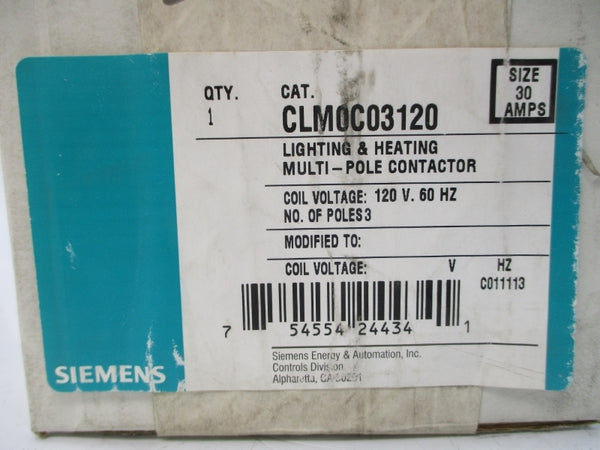 QTY. CAT.
1 CLM0C03120
SIZE
30
AMPS
LIGHTING & HEATING
MULTI-POLE CONTACTOR
COIL VOLTAGE: 120 V. 60 HZ
NO. OF POLES 3
MODIFIED TO:
COIL VOLTAGE: V HZ
C011113
7 54554 24434 1
Siemens Energy & Automation, Inc.
Controls Division
Alpharetta, GA
SIEMENS